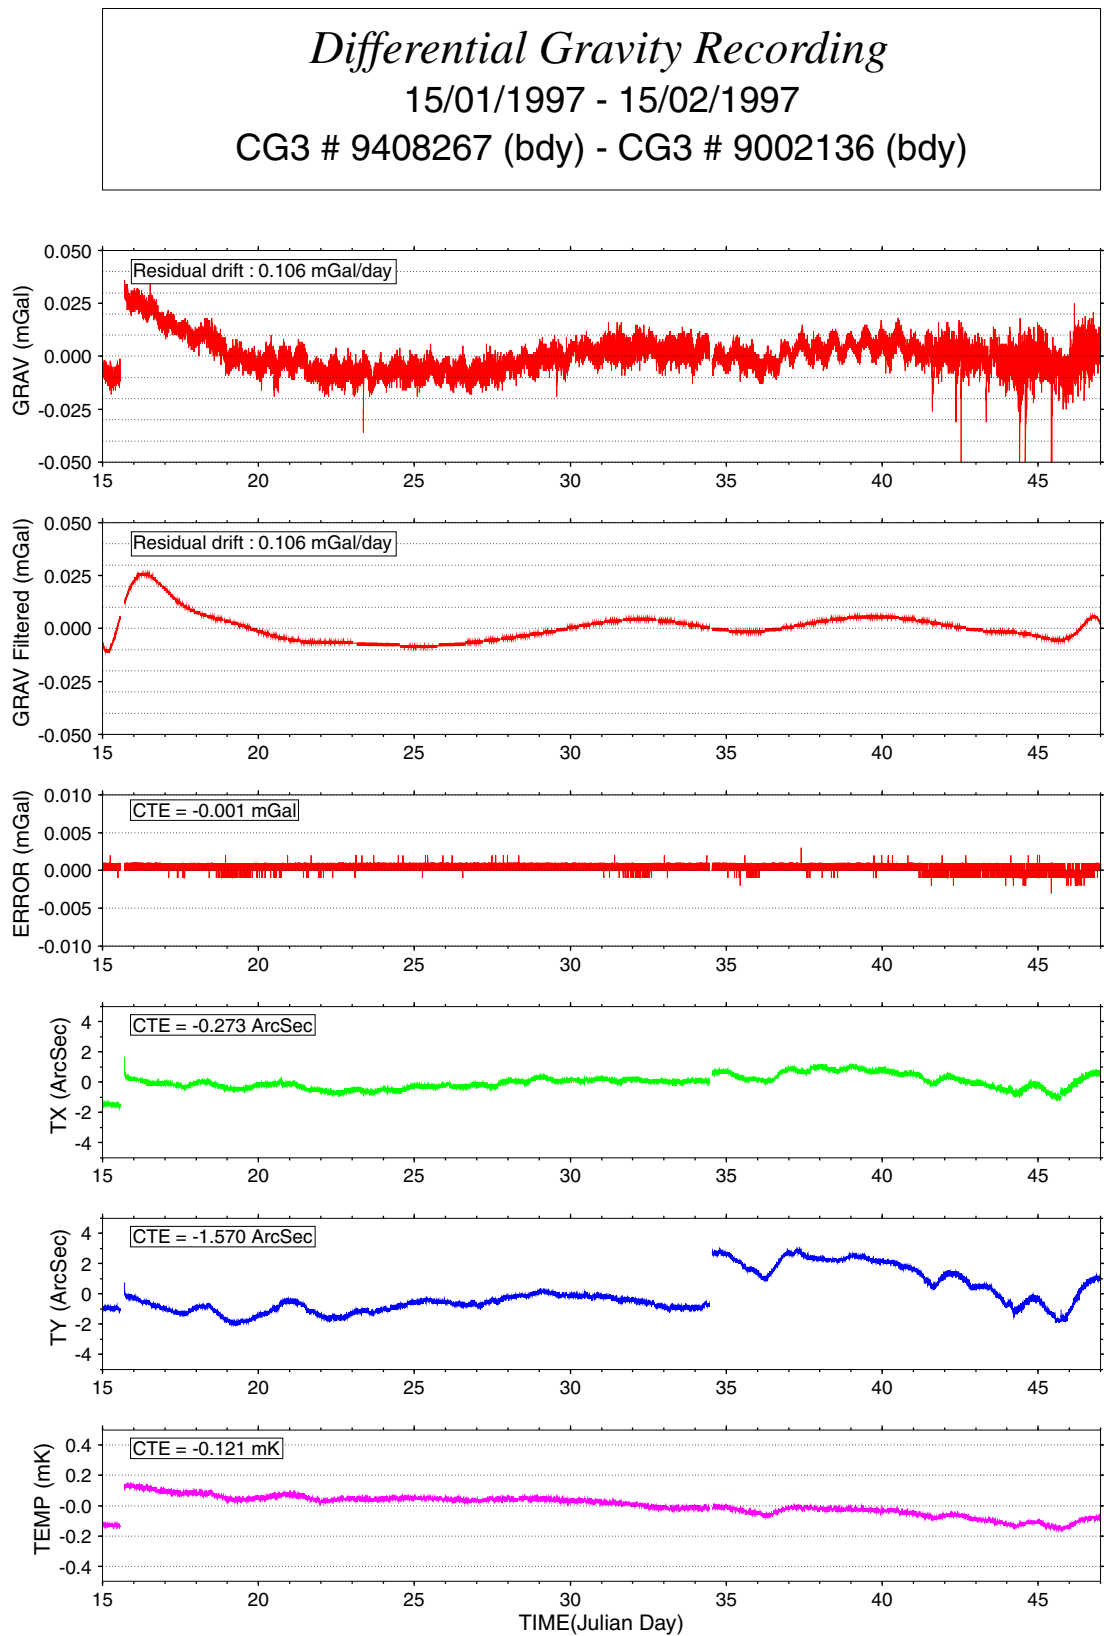 Differential Gravity Recording
15/01/1997 - 15/02/1997
CG3 # 9408267 (bdy) - CG3 # 9002136 (bdy)
GRAV (mGal)
0.050
0.025
0.000
-0.025
-0.050
Residual drift : 0.106 mGal/day
15 20 25 30 35 40 45
GRAV Filtered (mGal)
0.050
0.025
0.000
-0.025
-0.050
Residual drift : 0.106 mGal/day
15 20 25 30 35 40 45
ERROR (mGal)
0.010
0.005
0.000
-0.005
-0.010
CTE = -0.001 mGal
15 20 25 30 35 40 45
TX (ArcSec)
4
2
0
-2
-4
CTE = -0.273 ArcSec
15 20 25 30 35 40 45
TY (ArcSec)
4
2
0
-2
-4
CTE = -1.570 ArcSec
15 20 25 30 35 40 45
TEMP (mK)
0.4
0.2
-0.0
-0.2
-0.4
CTE = -0.121 mK
15 20 25 30 35 40 45
TIME(Julian Day)